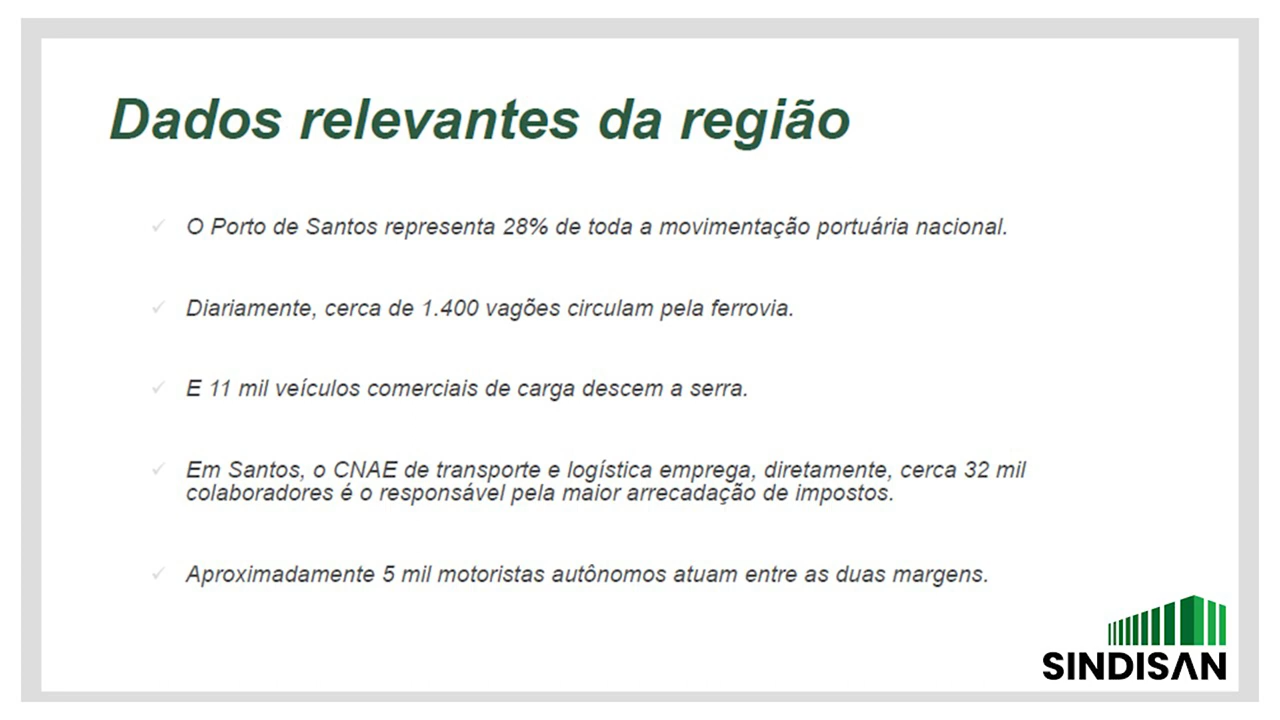 Dados relevantes da região
O Porto de Santos representa 28% de toda a movimentação portuária nacional.
Diariamente, cerca de 1.400 vagões circulam pela ferrovia.
E 11 mil veículos comerciais de carga descem a serra.
Em Santos, o CNAE de transporte e logística emprega, diretamente, cerca 32 mil
colaboradores é o responsável pela maior arrecadação de impostos.
Aproximadamente 5 mil motoristas autônomos atuam entre as duas margens.
SINDISAN